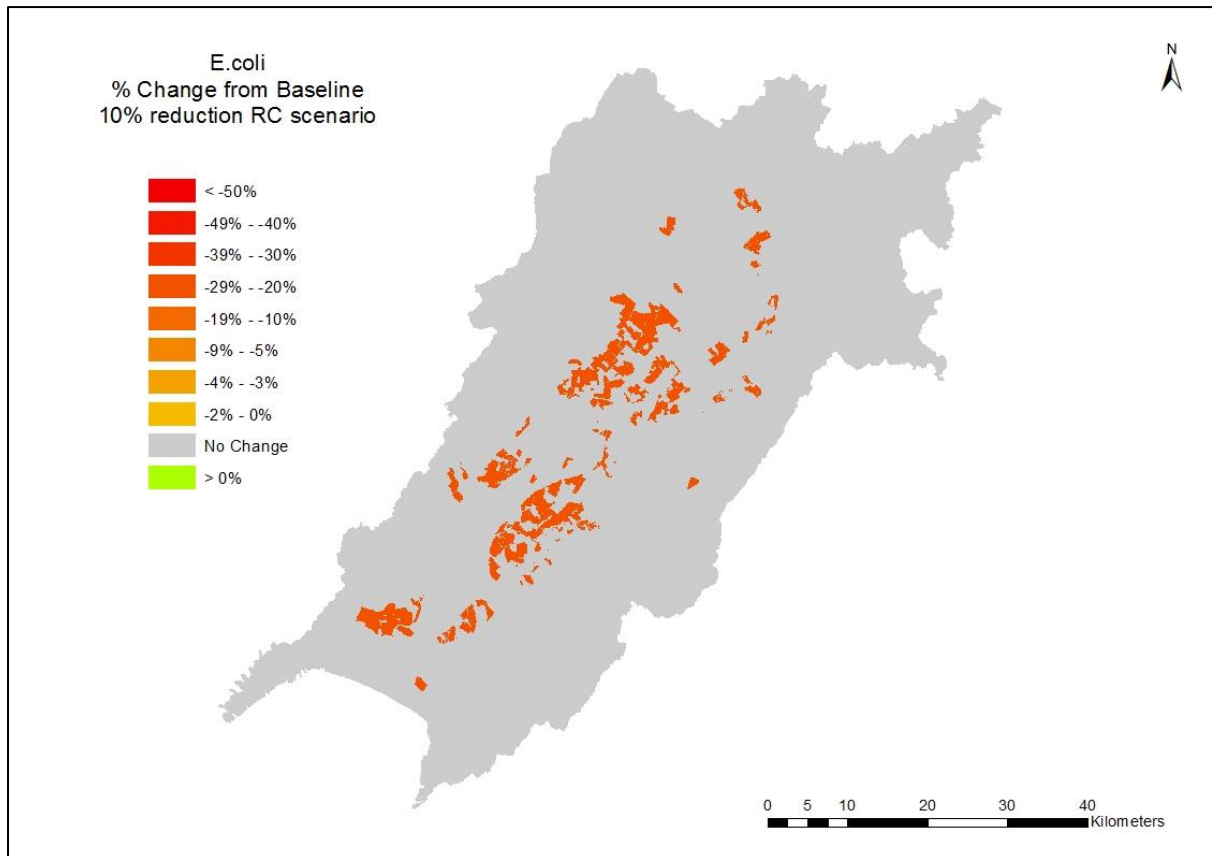 E.coli
% Change from Baseline
10% reduction RC scenario
N
< -50%
-49% - -40%
-39% - -30%
-29% - -20%
-19% - -10%
-9% - -5%
-4% - -3%
-2% - 0%
No Change
> 0%
0 5 10 20 30 40
Kilometers